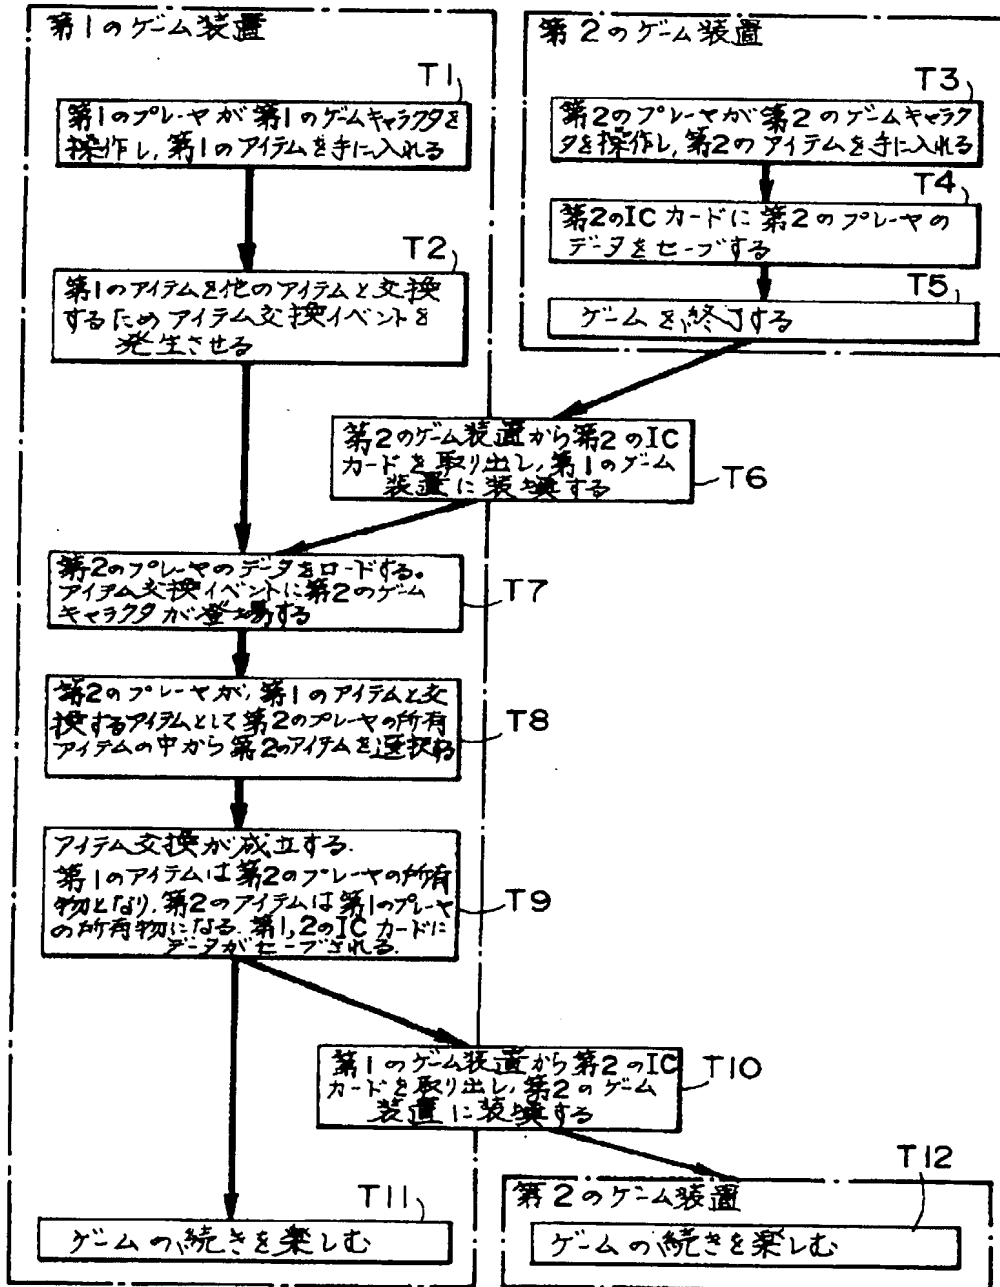 第1のゲーム装置
第2のゲーム装置
T1
第1のプレーヤが第1のゲームキャラクタを
操作し,第1のアイテムを手に入れる
T3
第2のプレーヤが第2のゲームキャラク
タを操作し,第2のアイテムを手に入れる
T4
第2のICカードに第2のプレーヤの
データをセーブする
T2
第1のアイテムを他のアイテムと交換
するためアイテム交換イベントを
発生させる
T5
ゲームを終了する
第2のゲーム装置から第2のIC
カードを取り出し,第1のゲーム
装置に装填する
T6
第2のプレーヤのデータをロードする。
アイテム交換イベントに第2のゲーム
キャラクタが登場する
T7
第2のプレーヤが,第1のアイテムと交
換するアイテムとして第2のプレーヤの所有
アイテムの中から第2のアイテムを選択する
T8
アイテム交換が成立する.
第1のアイテムは第2のプレーヤの所有
物となり,第2のアイテムは第1のプレーヤ
の所有物になる.第1,2のICカードに
データがセーブされる.
T9
第1のゲーム装置から第2のIC
カードを取り出し,第2のゲーム
装置に装填する
T10
T11
ゲームの続きを楽しむ
T12
第2のゲーム装置
ゲームの続きを楽しむ